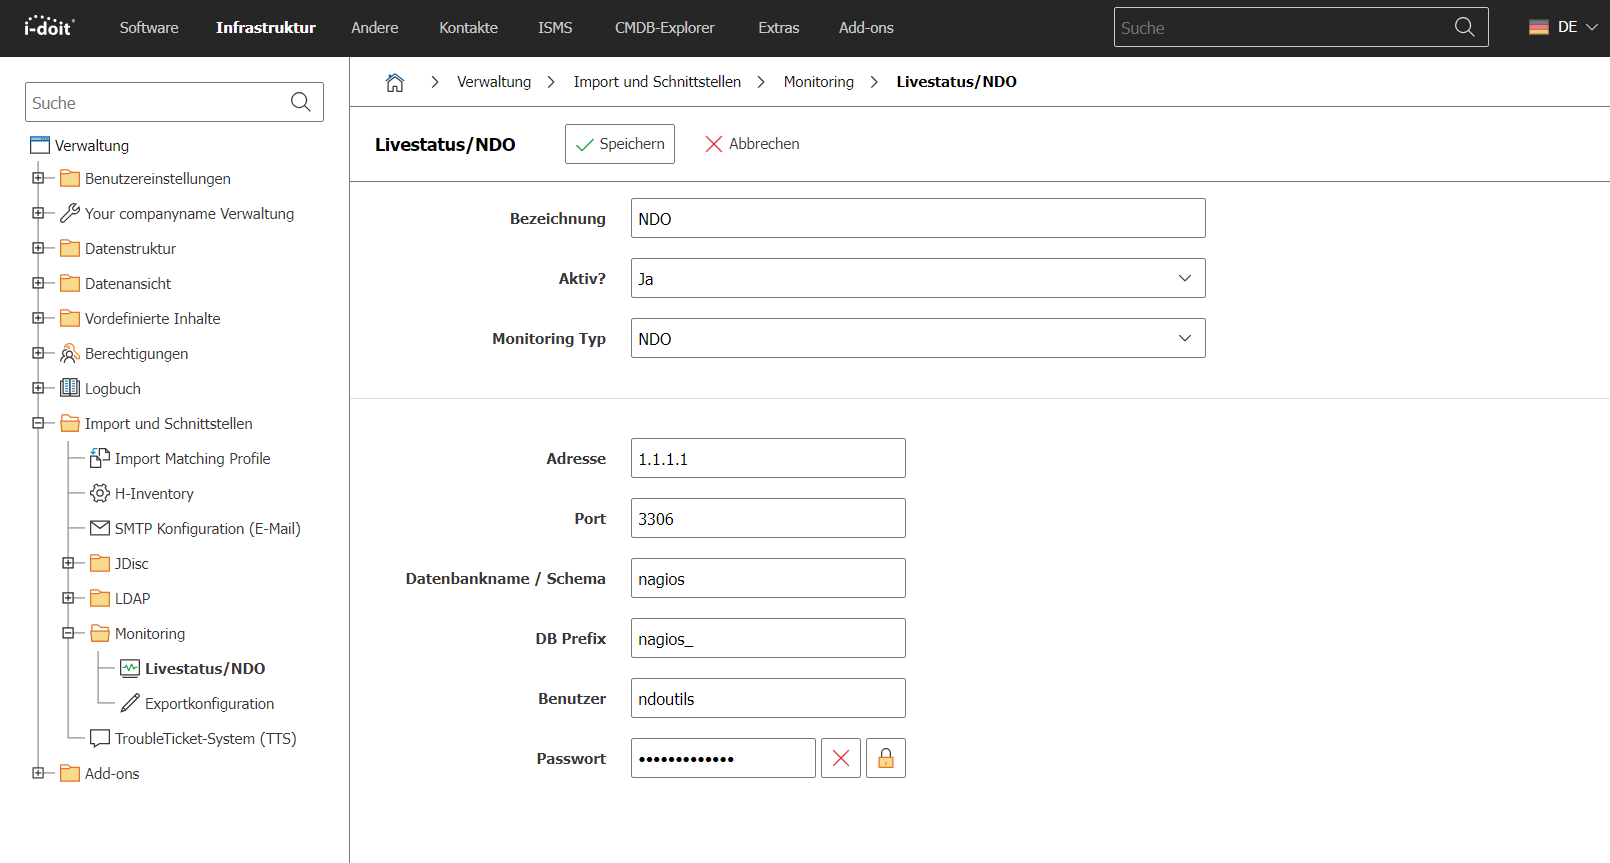 i-doit
Software Infrastruktur Andere Kontakte ISMS CMDB-Explorer Extras Add-ons Suche DE
Suche
Verwaltung
Benutzereinstellungen
Your companyname Verwaltung
Datenstruktur
Datenansicht
Vordefinierte Inhalte
Berechtigungen
Logbuch
Import und Schnittstellen
Import Matching Profile
H-Inventory
SMTP Konfiguration (E-Mail)
JDisc
LDAP
Monitoring
Livestatus/NDO
Exportkonfiguration
TroubleTicket-System (TTS)
Add-ons
Verwaltung Import und Schnittstellen Monitoring Livestatus/NDO
Livestatus/NDO Speichern Abbrechen
Bezeichnung NDO
Aktiv? Ja
Monitoring Typ NDO
Adresse 1.1.1.1
Port 3306
Datenbankname / Schema nagios
DB Prefix nagios_
Benutzer ndoutils
Passwort •••••••••••••